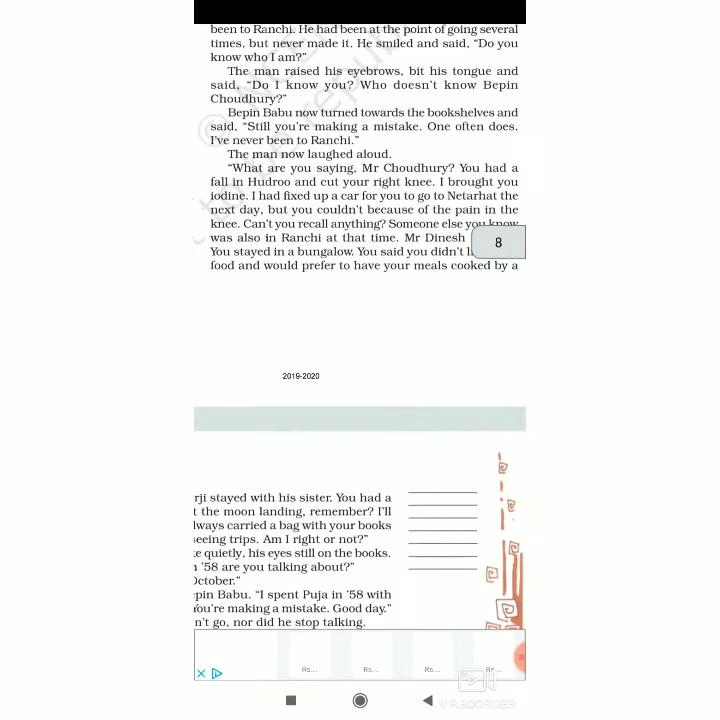 been to Ranchi. He had been at the point of going several
times, but never made it. He smiled and said, “Do you
know who I am?”
The man raised his eyebrows, bit his tongue and
said, “Do I know you? Who doesn’t know Bepin
Choudhury?”
Bepin Babu now turned towards the bookshelves and
said, “Still you’re making a mistake. One often does.
I’ve never been to Ranchi.”
The man now laughed aloud.
“What are you saying, Mr Choudhury? You had a
fall in Hudroo and cut your right knee. I brought you
iodine. I had fixed up a car for you to go to Netarhat the
next day, but you couldn’t because of the pain in the
knee. Can’t you recall anything? Someone else you know
was also in Ranchi at that time. Mr Dinesh
You stayed in a bungalow. You said you didn’t
food and would prefer to have your meals cooked by a
8
2019-2020
rji stayed with his sister. You had a
t the moon landing, remember? I’ll
lways carried a bag with your books
seeing trips. Am I right or not?”
ke quietly, his eyes still on the books.
’58 are you talking about?”
October.”
pin Babu. “I spent Puja in ’58 with
You’re making a mistake. Good day.”
n’t go, nor did he stop talking.
Rs... Rs... Rs... Rs...
V RECORDER